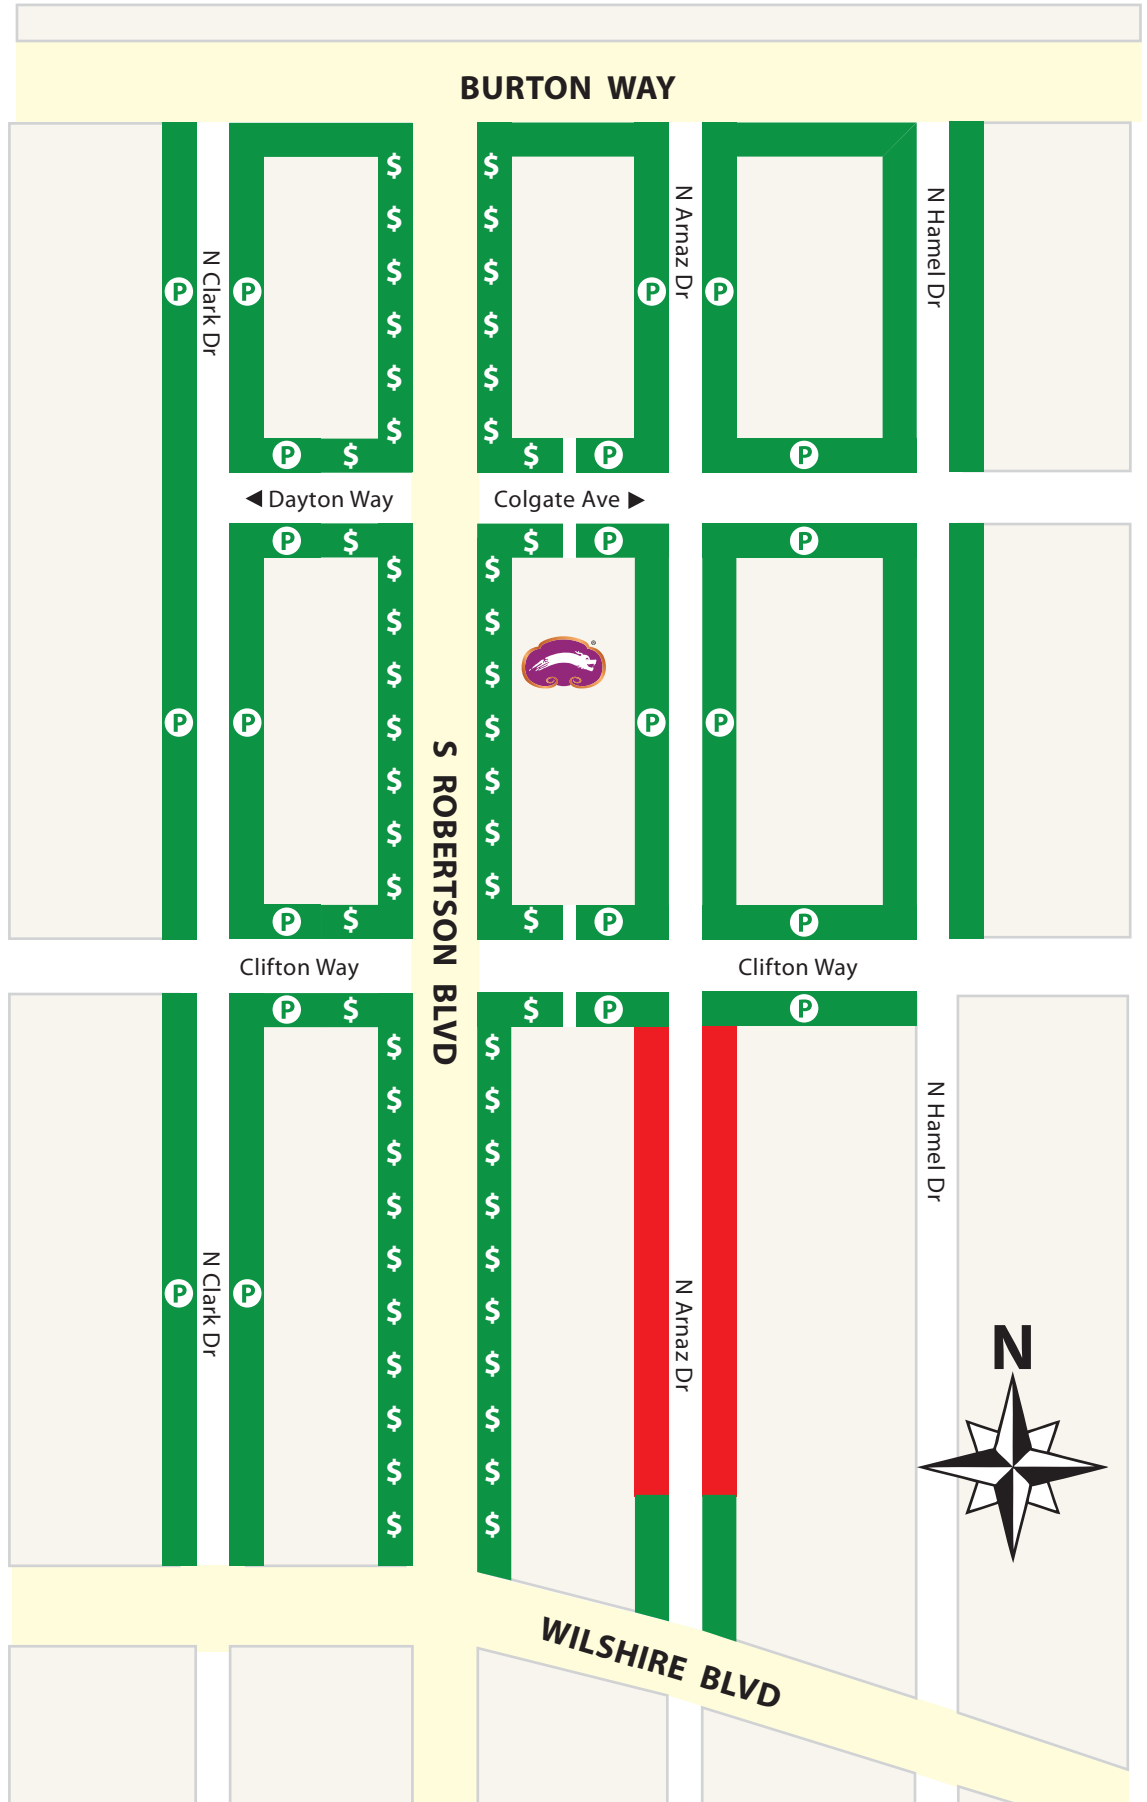 BURTON WAY
$ $
N Arnaz Dr
N Hamel Dr
$ $
N Clark Dr
$ $
P P P P
$ $
$ $
$ $
P $ $ P P
◀ Dayton Way
Colgate Ave ▶
P $ $ P P
$ $
$ $
®
$ $
P P P P
$ $
S ROBERTSON BLVD
$ $
$ $
$ $
P $ $ P P
Clifton Way
Clifton Way
P $ $ P P
$ $
$ $
N Hamel Dr
$ $
$ $
$ $
N Clark Dr
P P
N Arnaz Dr
$ $
N
$ $
$ $
$ $
$ $
WILSHIRE BLVD